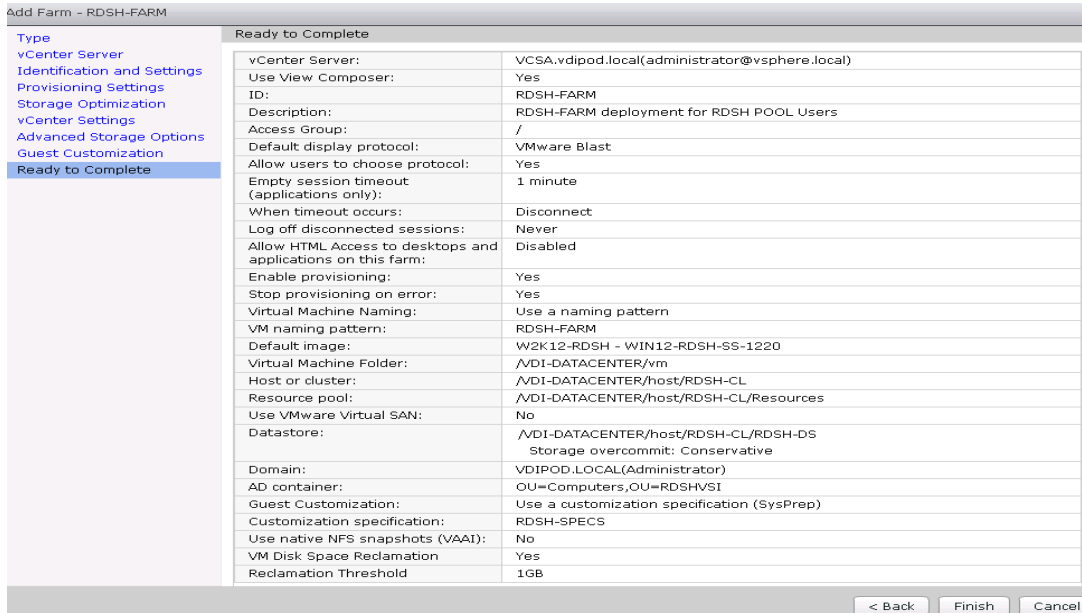 Add Farm - RDSH-FARM
Type
vCenter Server
Identification and Settings
Provisioning Settings
Storage Optimization
vCenter Settings
Advanced Storage Options
Guest Customization
Ready to Complete
Ready to Complete
vCenter Server: VCSA.vdipod.local(administrator@vsphere.local)
Use View Composer: Yes
ID: RDSH-FARM
Description: RDSH-FARM deployment for RDSH POOL Users
Access Group: /
Default display protocol: VMware Blast
Allow users to choose protocol: Yes
Empty session timeout 1 minute
(applications only):
When timeout occurs: Disconnect
Log off disconnected sessions: Never
Allow HTML Access to desktops and Disabled
applications on this farm:
Enable provisioning: Yes
Stop provisioning on error: Yes
Virtual Machine Naming: Use a naming pattern
VM naming pattern: RDSH-FARM
Default image: W2K12-RDSH - WIN12-RDSH-SS-1220
Virtual Machine Folder: /VDI-DATACENTER/vm
Host or cluster: /VDI-DATACENTER/host/RDSH-CL
Resource pool: /VDI-DATACENTER/host/RDSH-CL/Resources
Use VMware Virtual SAN: No
Datastore: /VDI-DATACENTER/host/RDSH-CL/RDSH-DS
Storage overcommit: Conservative
Domain: VDIPOD.LOCAL(Administrator)
AD container: OU=Computers,OU=RDSHVSI
Guest Customization: Use a customization specification (SysPrep)
Customization specification: RDSH-SPECS
Use native NFS snapshots (VAAI): No
VM Disk Space Reclamation Yes
Reclamation Threshold 1GB
< Back Finish Cancel